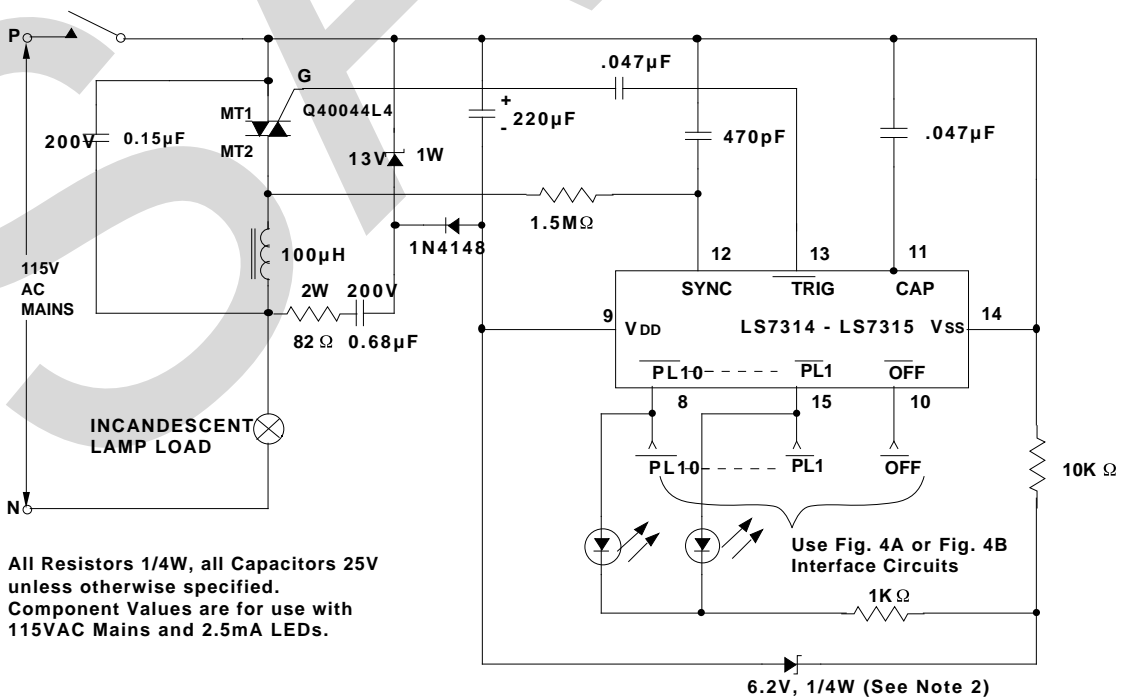 P
G
.047µF
MT1
Q40044L4
+
-
220µF
200V
0.15µF
MT2
13V
1W
470pF
.047µF
1.5MΩ
1N4148
100µH
115V
AC
MAINS
2W
200V
82 Ω
0.68µF
12
13
11
SYNC
TRIG
CAP
9
VDD
LS7314 - LS7315
VSS
14
PL10
PL1
OFF
8
15
10
INCANDESCENT
LAMP LOAD
PL10
PL1
OFF
10K Ω
N
Use Fig. 4A or Fig. 4B
Interface Circuits
1KΩ
All Resistors 1/4W, all Capacitors 25V
unless otherwise specified.
Component Values are for use with
115VAC Mains and 2.5mA LEDs.
6.2V, 1/4W (See Note 2)